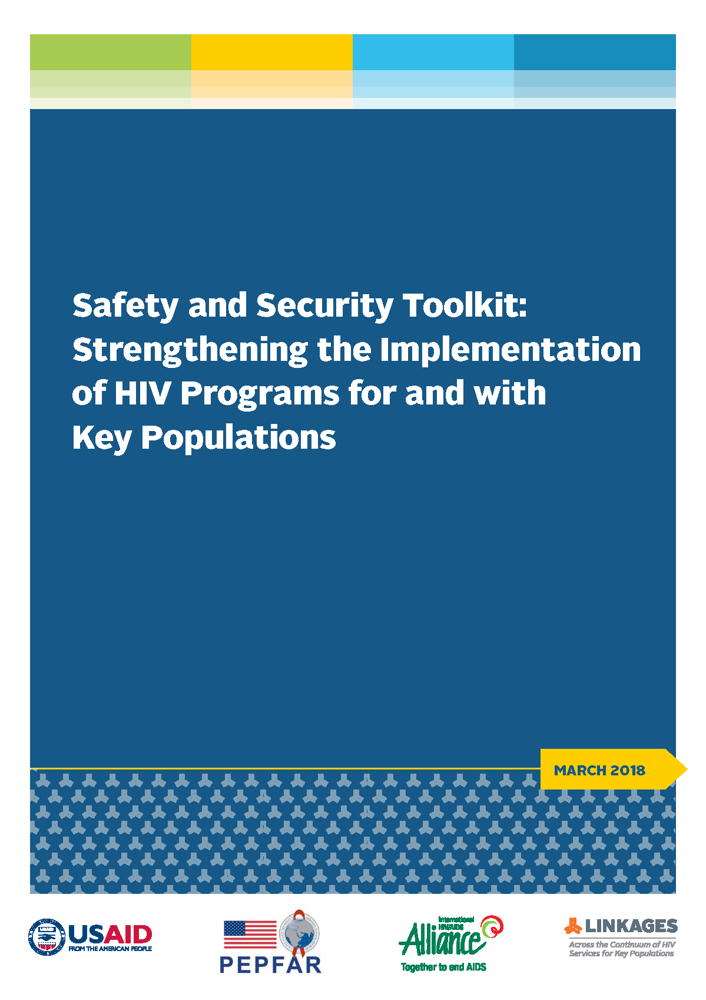 Safety and Security Toolkit:
Strengthening the Implementation
of HIV Programs for and with
Key Populations
MARCH 2018
USAID
USAID
FROM THE AMERICAN PEOPLE
PEPFAR
International
HIV/AIDS
Alliance
Together to end AIDS
LINKAGES
Across the Continuum of HIV
Services for Key Populations